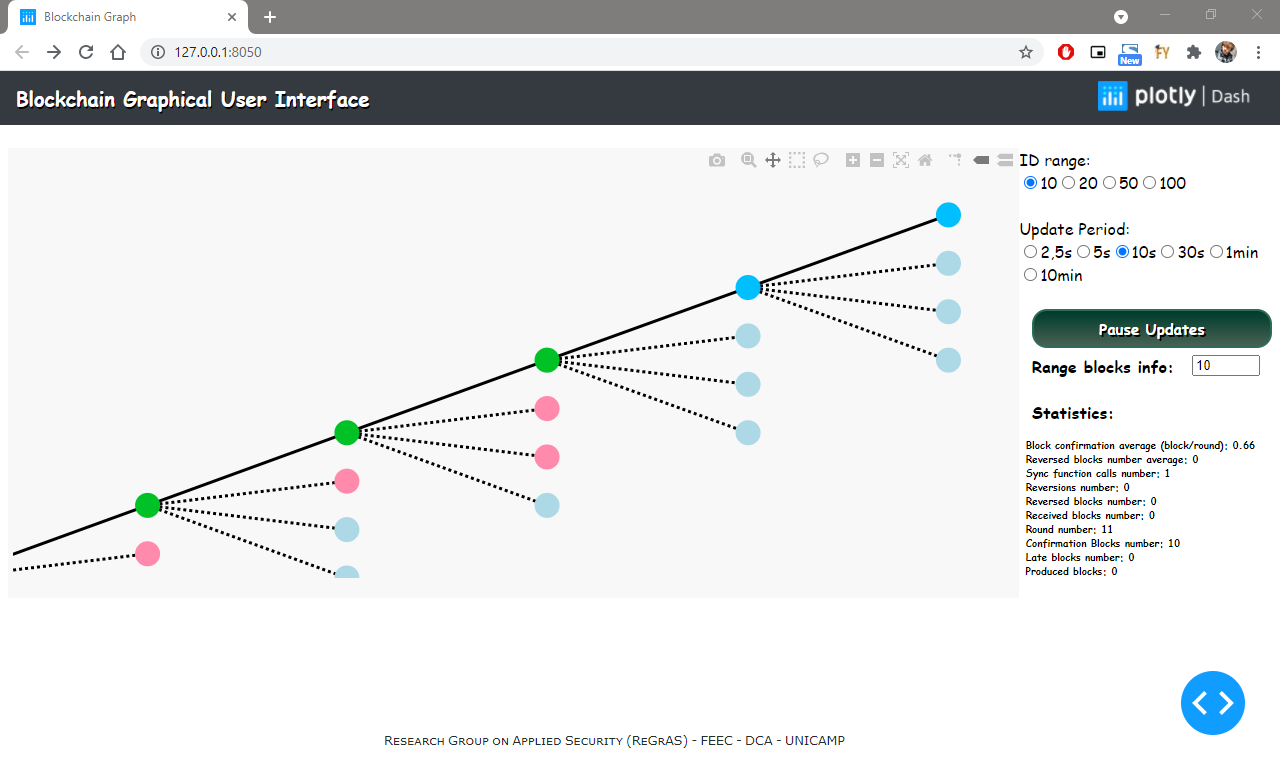 Blockchain Graph
127.0.0.1:8050
New
FY
Blockchain Graphical User Interface
plotly | Dash
ID range:
10 20 50 100
Update Period:
2,5s 5s 10s 30s 1min
10min
Pause Updates
Range blocks info: 10
Statistics:
Block confirmation average (block/round): 0.66
Reversed blocks number average: 0
Sync function calls number: 1
Reversions number: 0
Reversed blocks number: 0
Received blocks number: 0
Round number: 11
Confirmation Blocks number: 10
Late blocks number: 0
Produced blocks: 0
Research Group on Applied Security (ReGrAS) - FEEC - DCA - UNICAMP